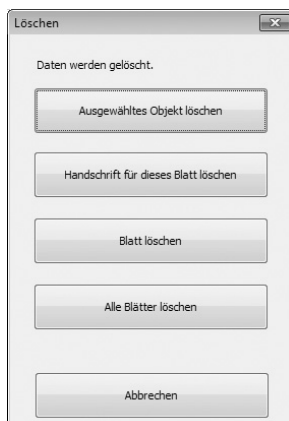 Löschen
Daten werden gelöscht.
Ausgewähltes Objekt löschen
Handschrift für dieses Blatt löschen
Blatt löschen
Alle Blätter löschen
Abbrechen